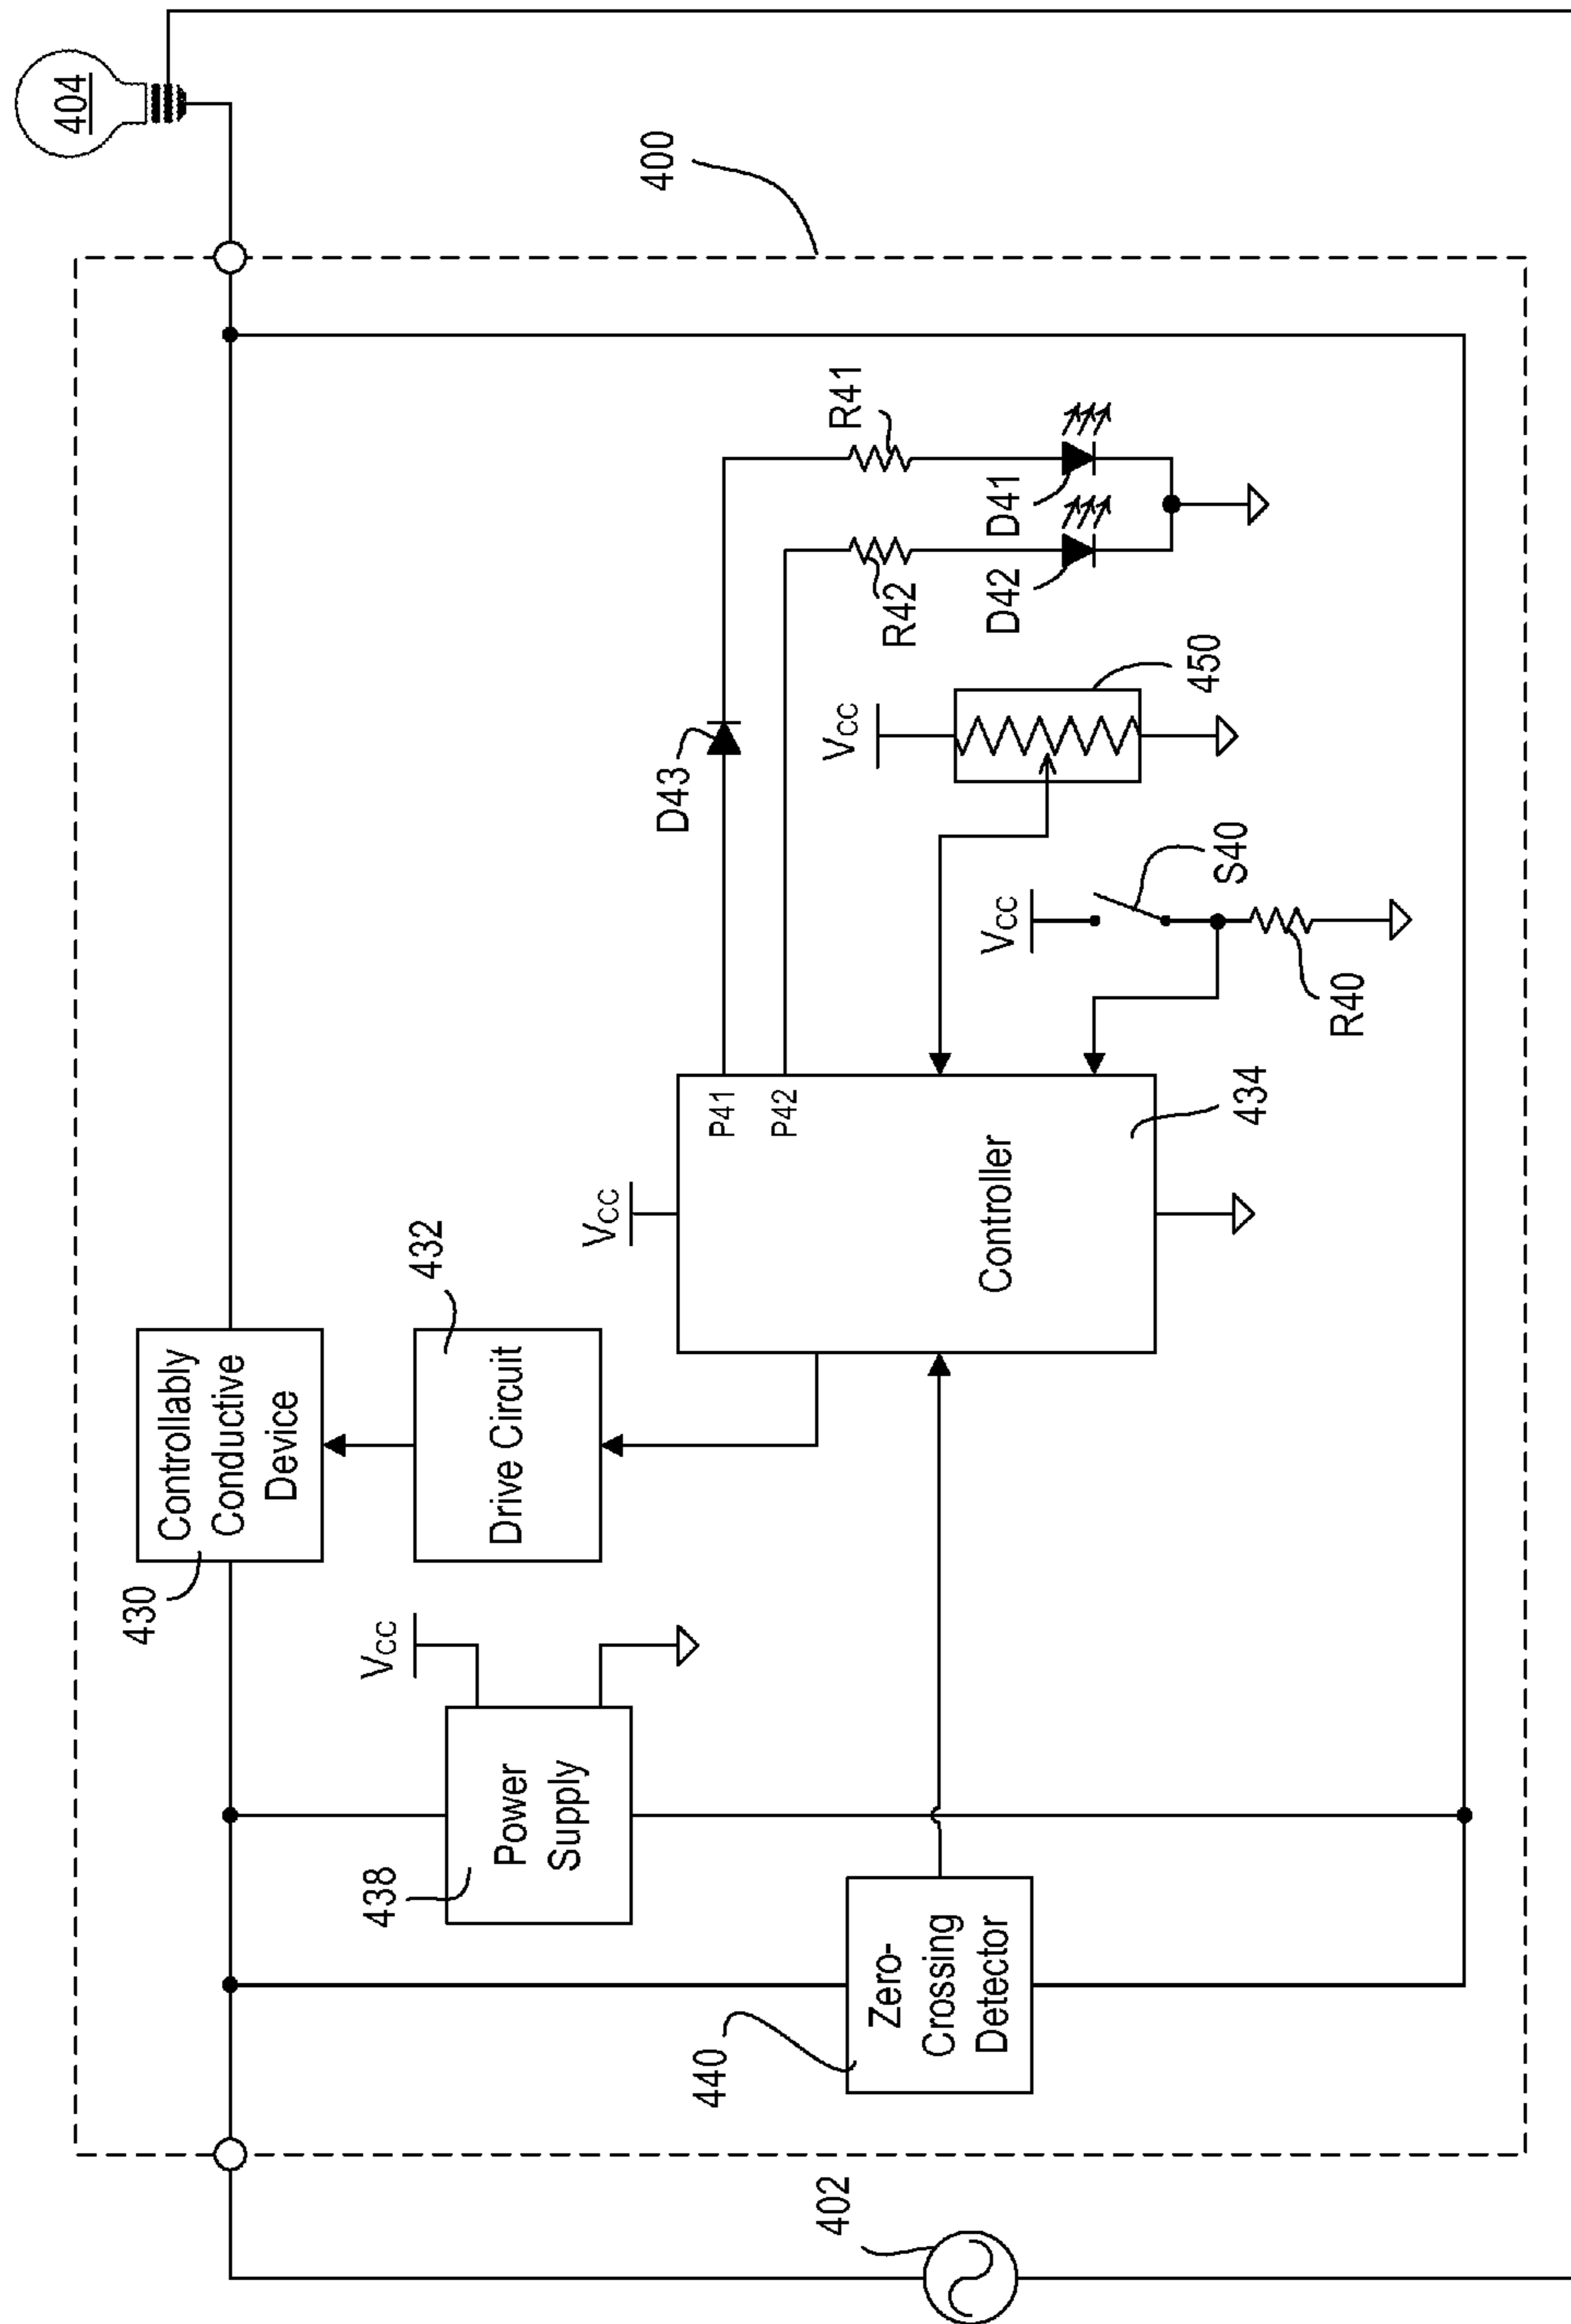 402
400
404
430
Controllably
Conductive
Device
432
Drive Circuit
438
Power
Supply
VCC
440
Zero-
Crossing
Detector
VCC
P41
P42
Controller
434
D43
R41
R42
D41
D42
VCC
450
VCC
S40
R40